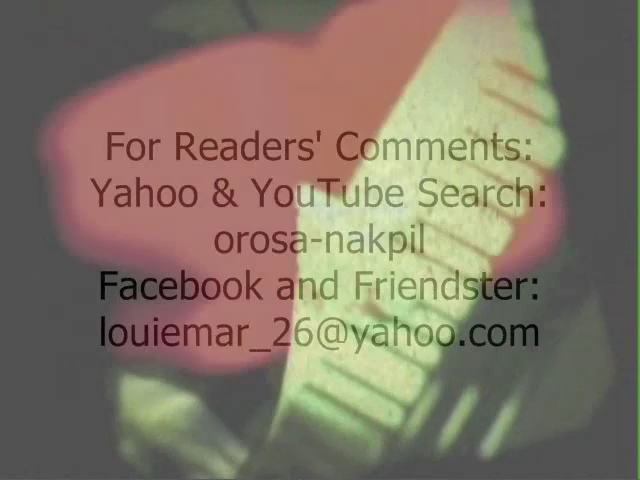 For Readers' Comments:
Yahoo & YouTube Search:
orosa-nakpil
Facebook and Friendster:
louiemar_26@yahoo.com